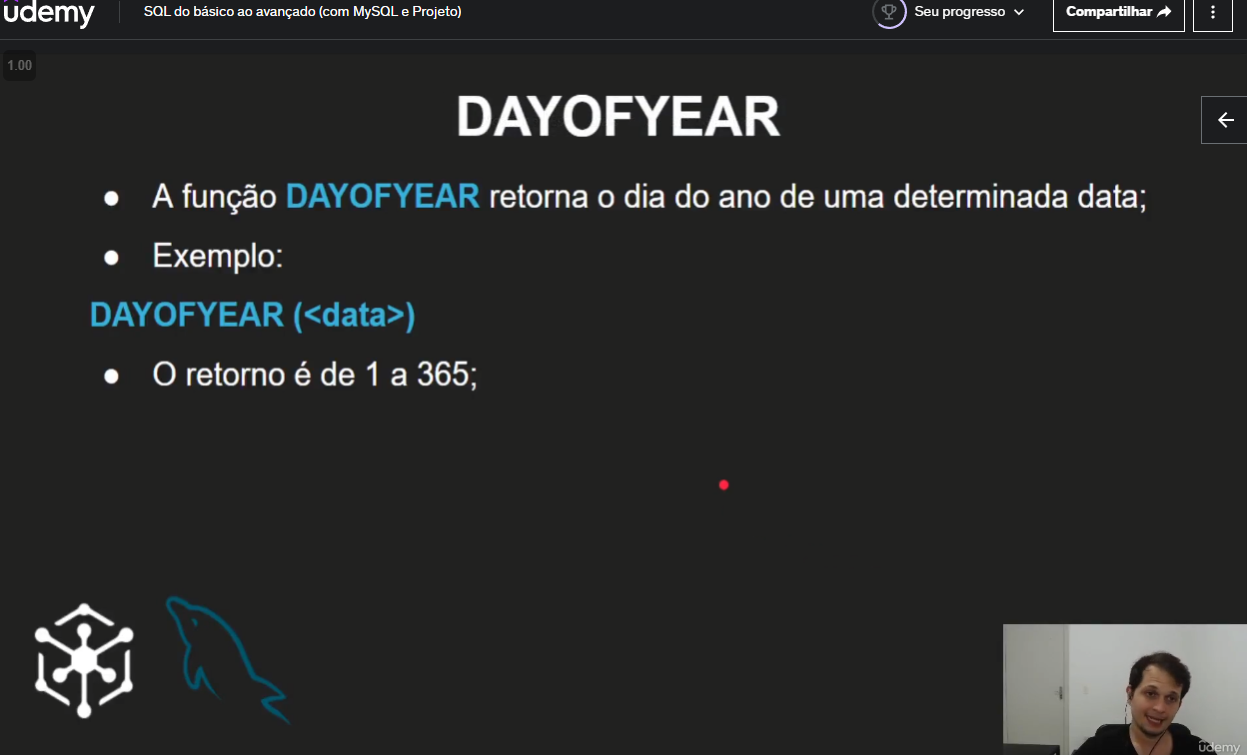 udemy
SQL do básico ao avançado (com MySQL e Projeto)
Seu progresso
Compartilhar
1.00
DAYOFYEAR
● A função DAYOFYEAR retorna o dia do ano de uma determinada data;
● Exemplo:
DAYOFYEAR (<data>)
● O retorno é de 1 a 365;
udemy